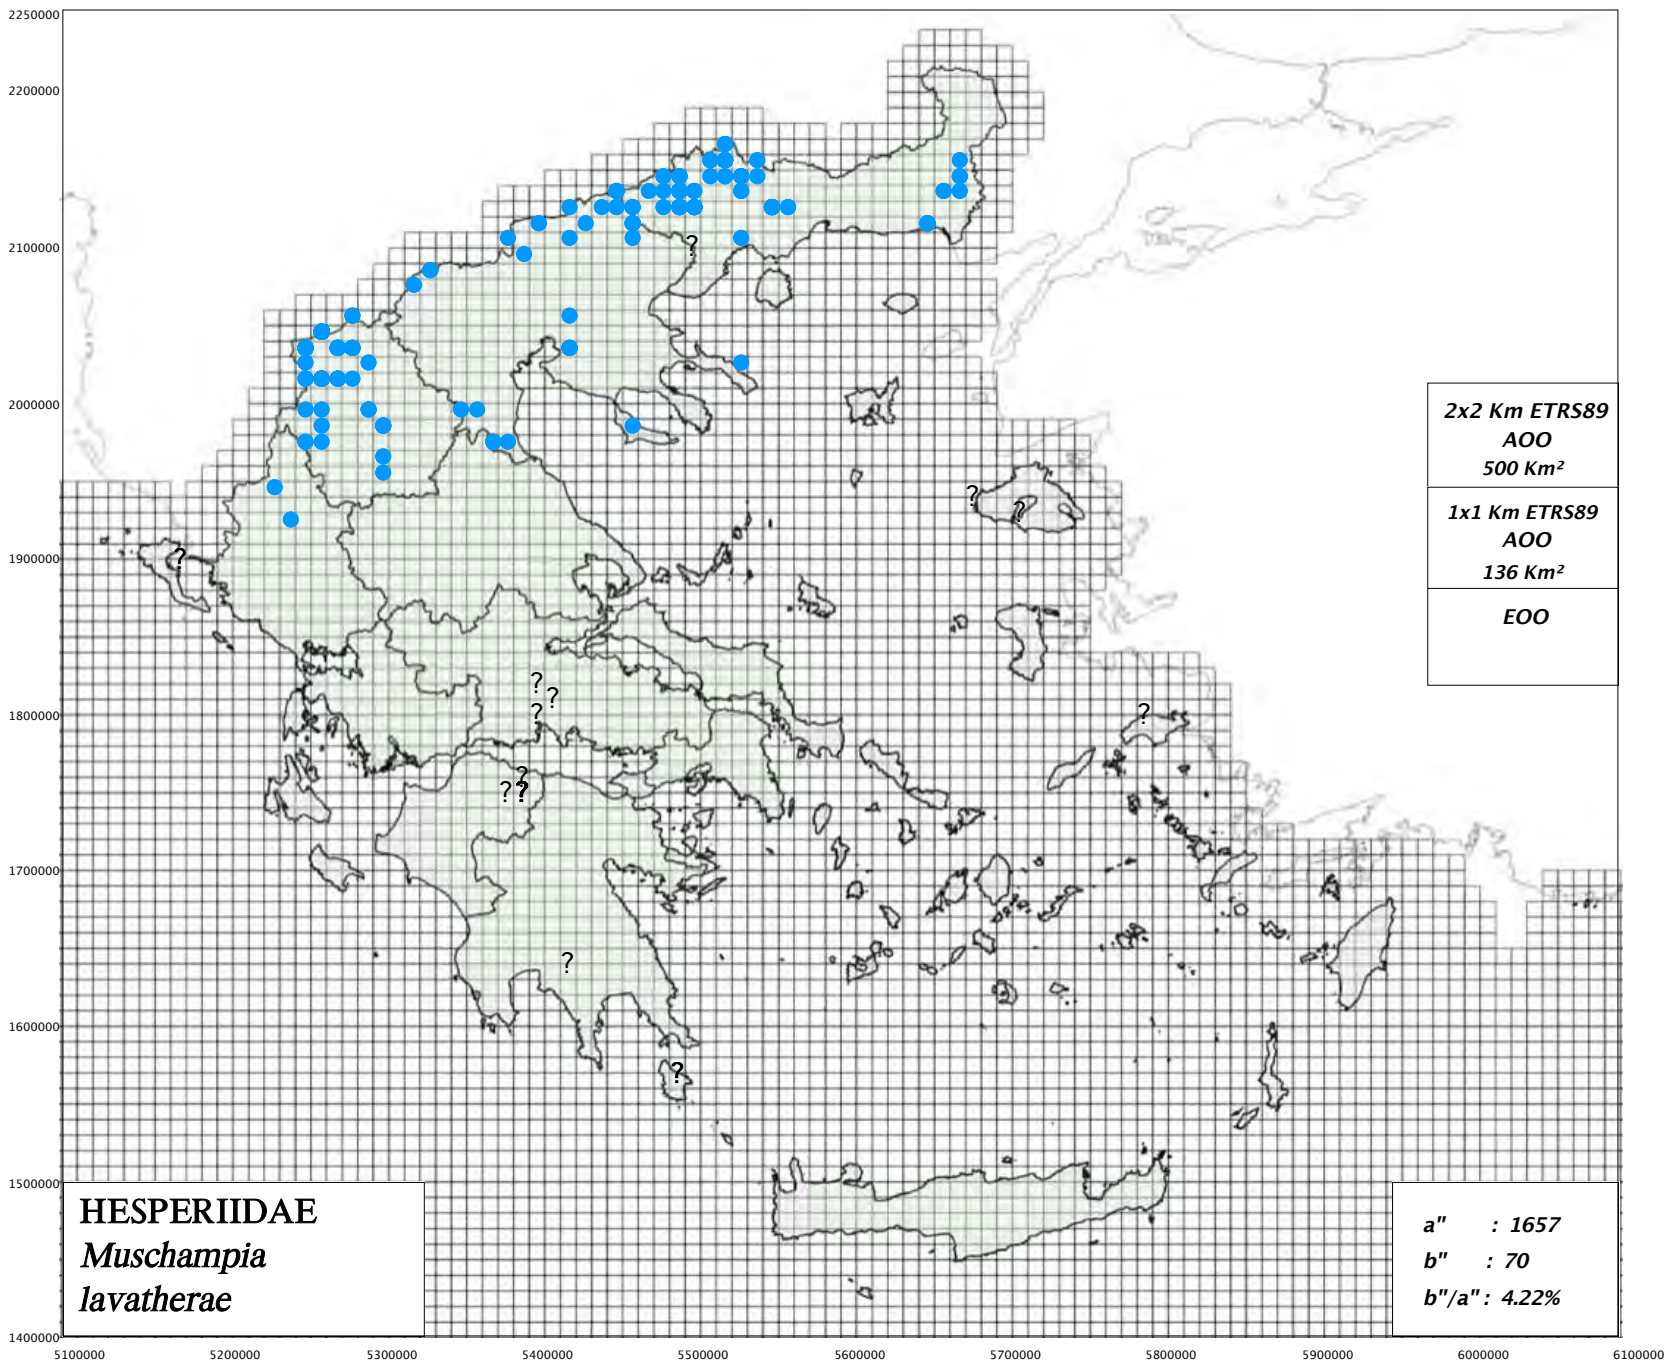 2250000
2200000
2100000
2000000
1900000
1800000
1700000
1600000
1500000
1400000
5100000 5200000 5300000 5400000 5500000 5600000 5700000 5800000 5900000 6000000 6100000
?
?
?
?
?
?
?
?
?
?
?
?
?
?
2x2 Km ETRS89
AOO
500 Km²
1x1 Km ETRS89
AOO
136 Km²
EOO
HESPERIIDAE
Muschampia
lavatherae
a" : 1657
b" : 70
b"/a" : 4.22%